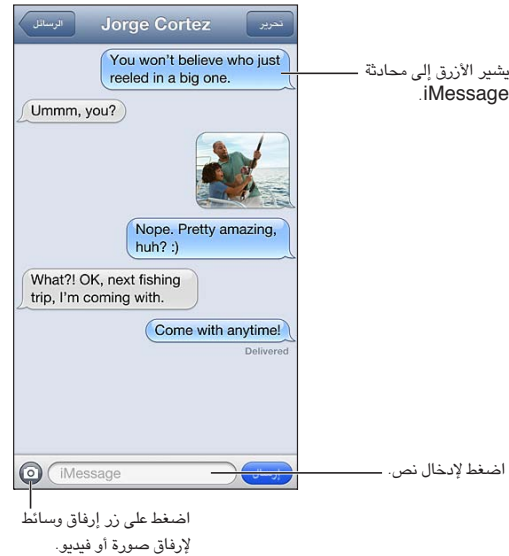 الرسائل
Jorge Cortez
تحرير
You won't believe who just
reeled in a big one.
يشير الأزرق إلى محادثة
iMessage.
Ummm, you?
Nope. Pretty amazing,
huh? :)
What?! OK, next fishing
trip, I'm coming with.
Come with anytime!
Delivered
iMessage
إرسال
اضغط لإدخال نص.
اضغط على زر إرفاق وسائط
لإرفاق صورة أو فيديو.